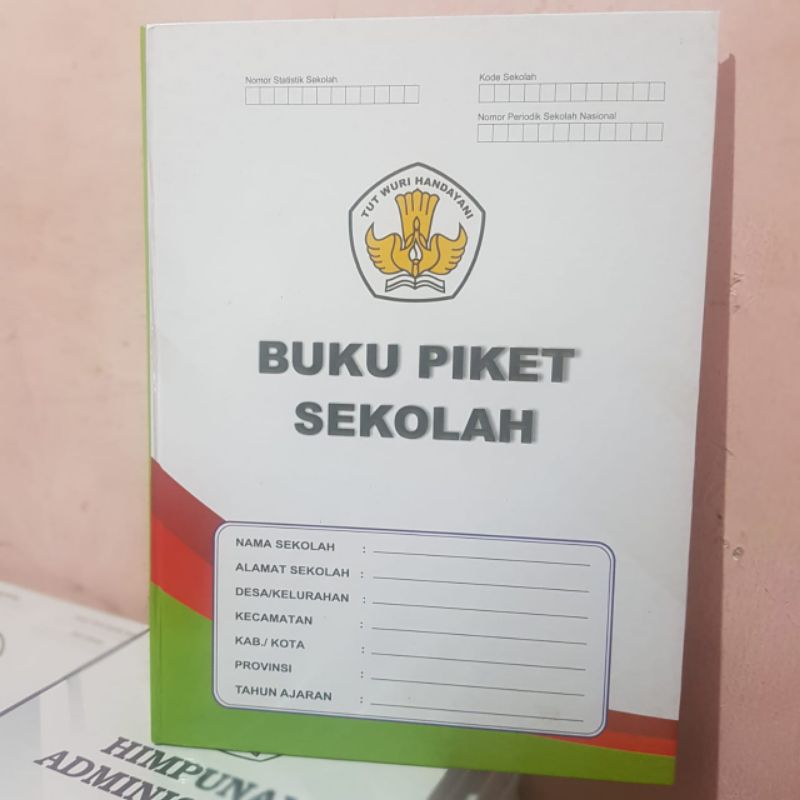 Nomor Statistik Sekolah
Kode Sekolah
Nomor Periodik Sekolah Nasional
TUT WURI HANDAYANI
BUKU PIKET
SEKOLAH
NAMA SEKOLAH :
ALAMAT SEKOLAH :
DESA/KELURAHAN :
KECAMATAN :
KAB./ KOTA :
PROVINSI :
TAHUN AJARAN :